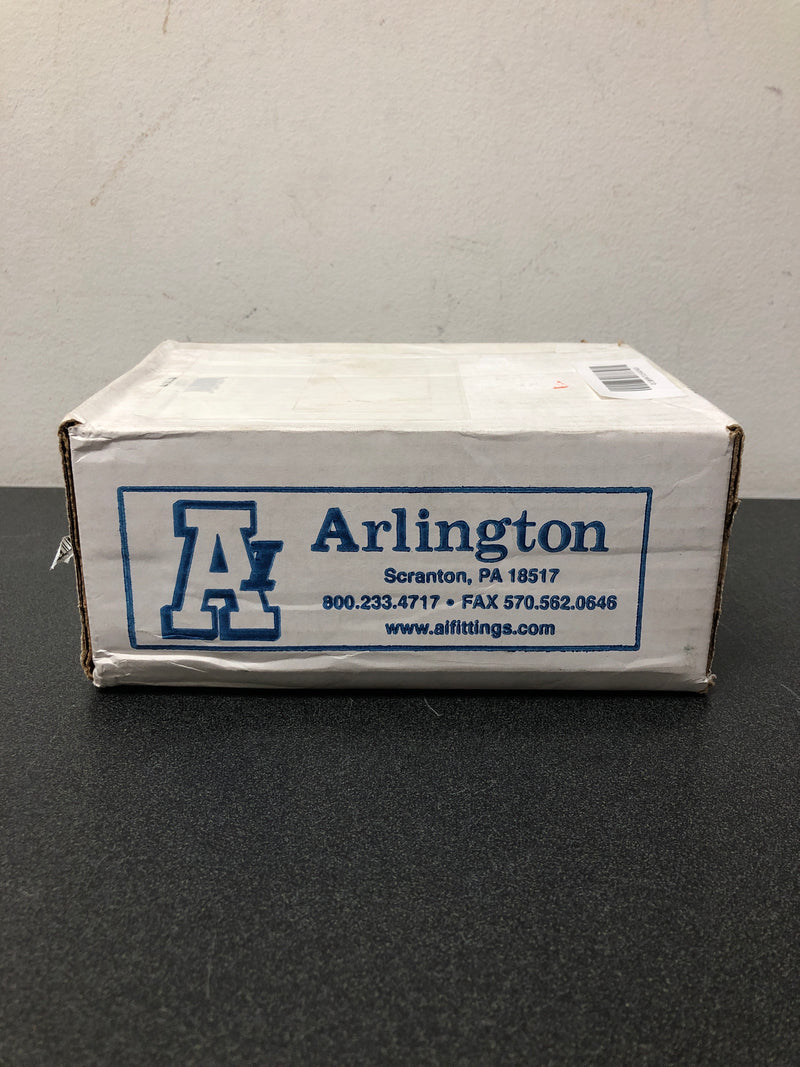 AI
Arlington
Scranton, PA 18517
800.233.4717 • FAX 570.562.0646
www.aifittings.com